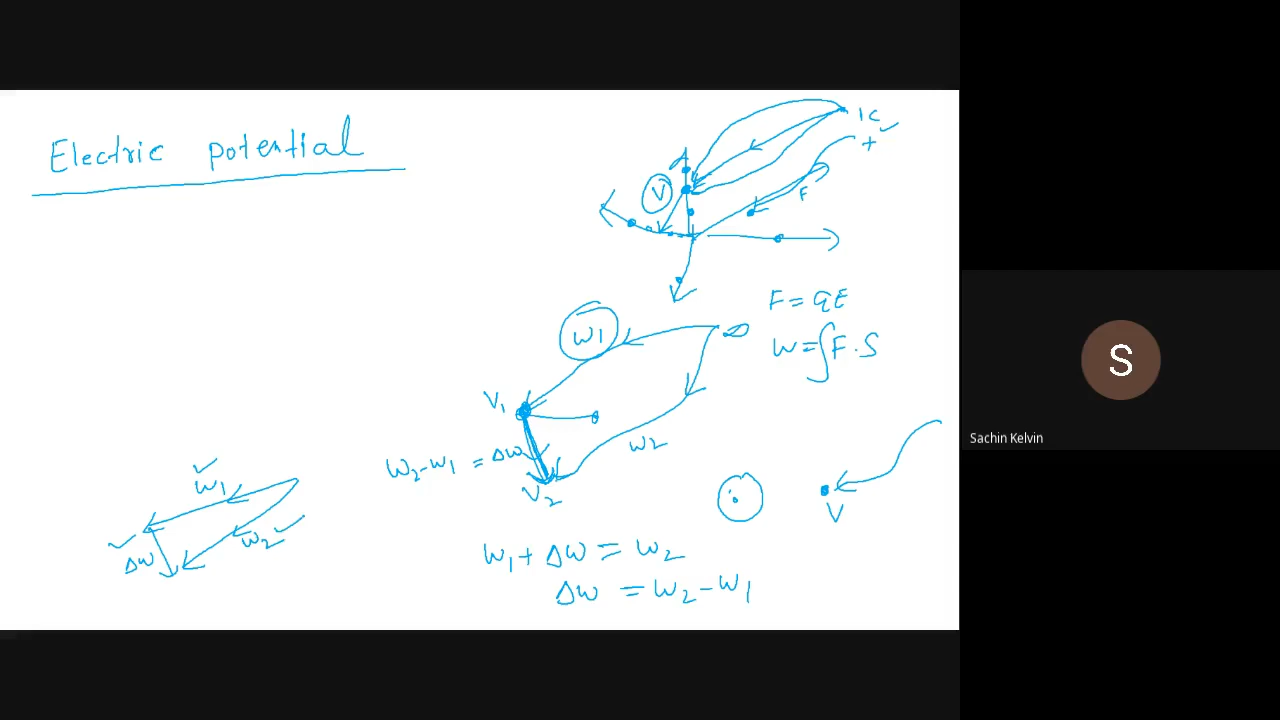 Electric potential
1C
+
V
F
F = qE
W = ∫F.S
W1
∞
V1
W2
W2-W1 = ΔW
V2
V
W1
W2
ΔW
W1 + ΔW = W2
ΔW = W2-W1
S
Sachin Kelvin